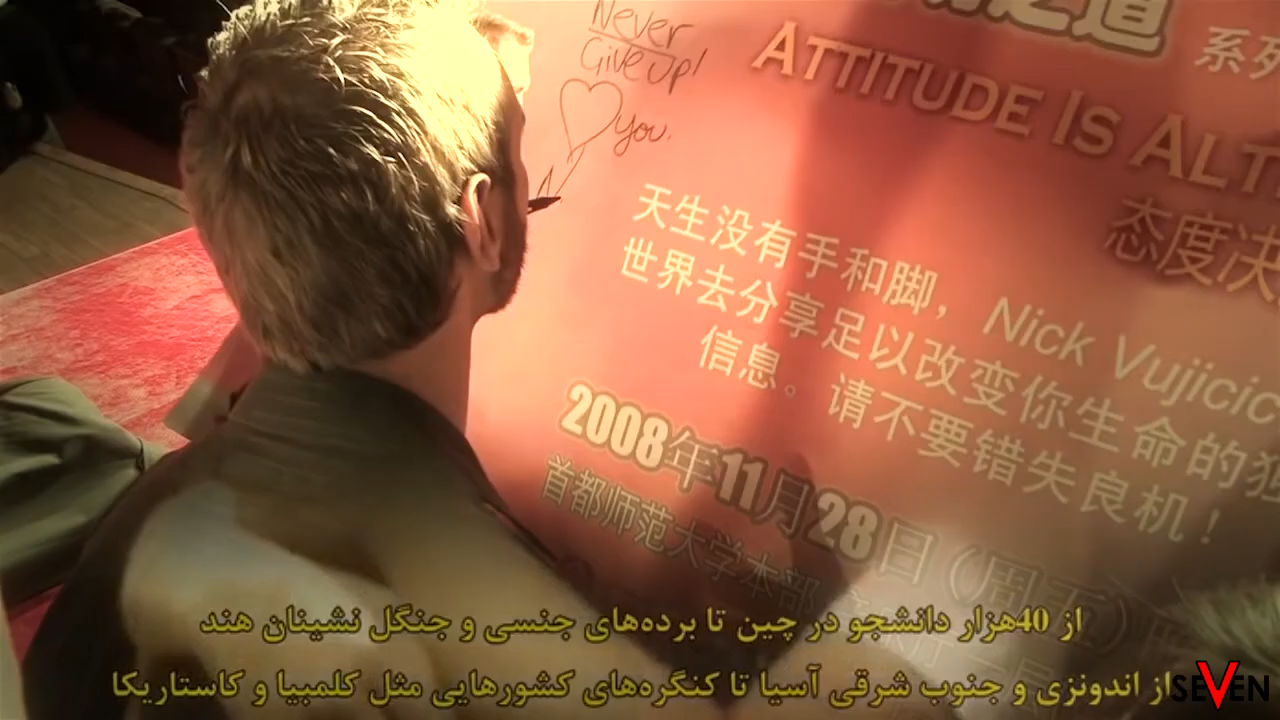 Never
Give up!
You.
之道
系列
ATTITUDE IS ALT
态度决
天生没有手和脚，Nick Vujicic
世界去分享足以改变你生命的独
信息。请不要错失良机！
2008年11月28日（周五）
首都师范大学本部
از 40هزار دانشجو در چین تا برده‌های جنسی و جنگل نشینان هند
از اندونزی و جنوب شرقی آسیا تا کنگره‌های کشورهایی مثل کلمبیا و کاستاریکا
SEVEN